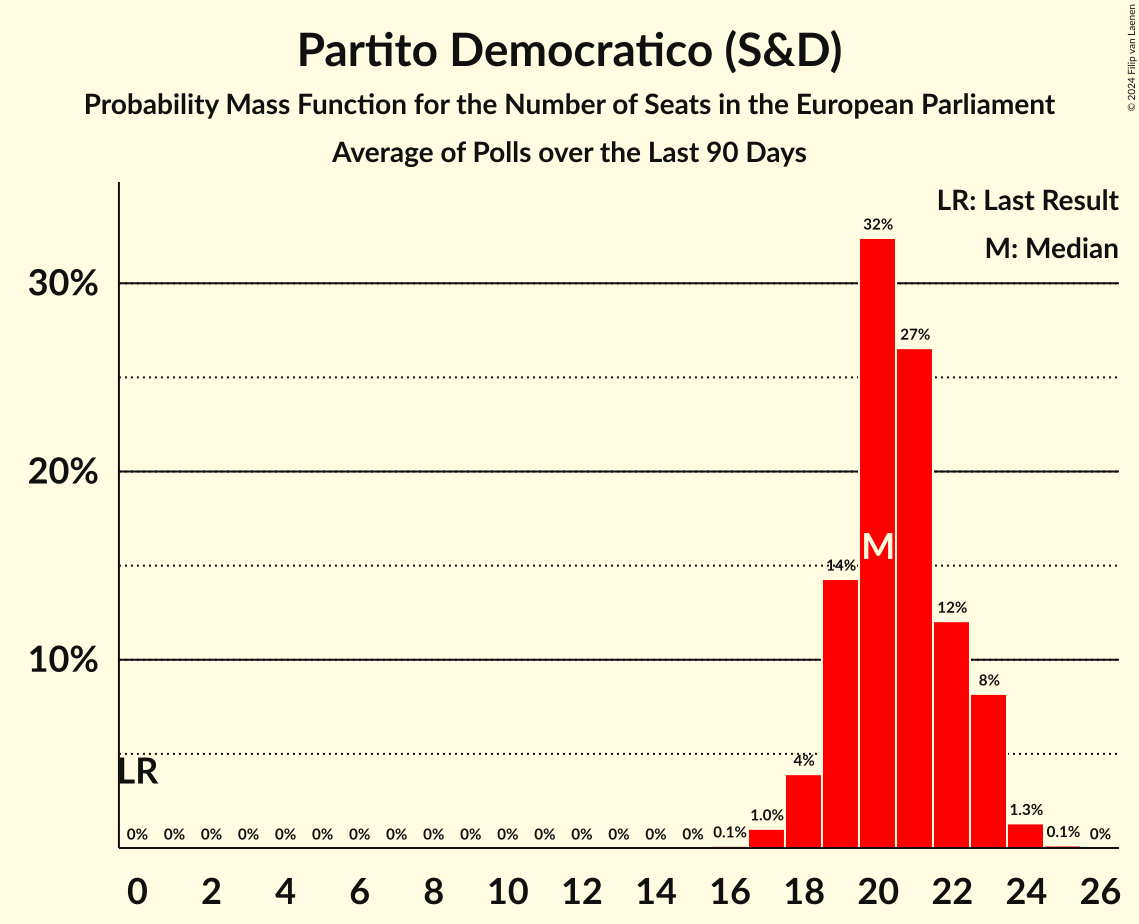 Partito Democratico (S&D)
Probability Mass Function for the Number of Seats in the European Parliament
Average of Polls over the Last 90 Days
© 2024 Filip van Laenen
LR: Last Result
M: Median
30%
20%
10%
LR
M
0% 0% 0% 0% 0% 0% 0% 0% 0% 0% 0% 0% 0% 0% 0% 0% 0.1% 1.0% 4% 14% 32% 27% 12% 8% 1.3% 0.1% 0%
0 2 4 6 8 10 12 14 16 18 20 22 24 26